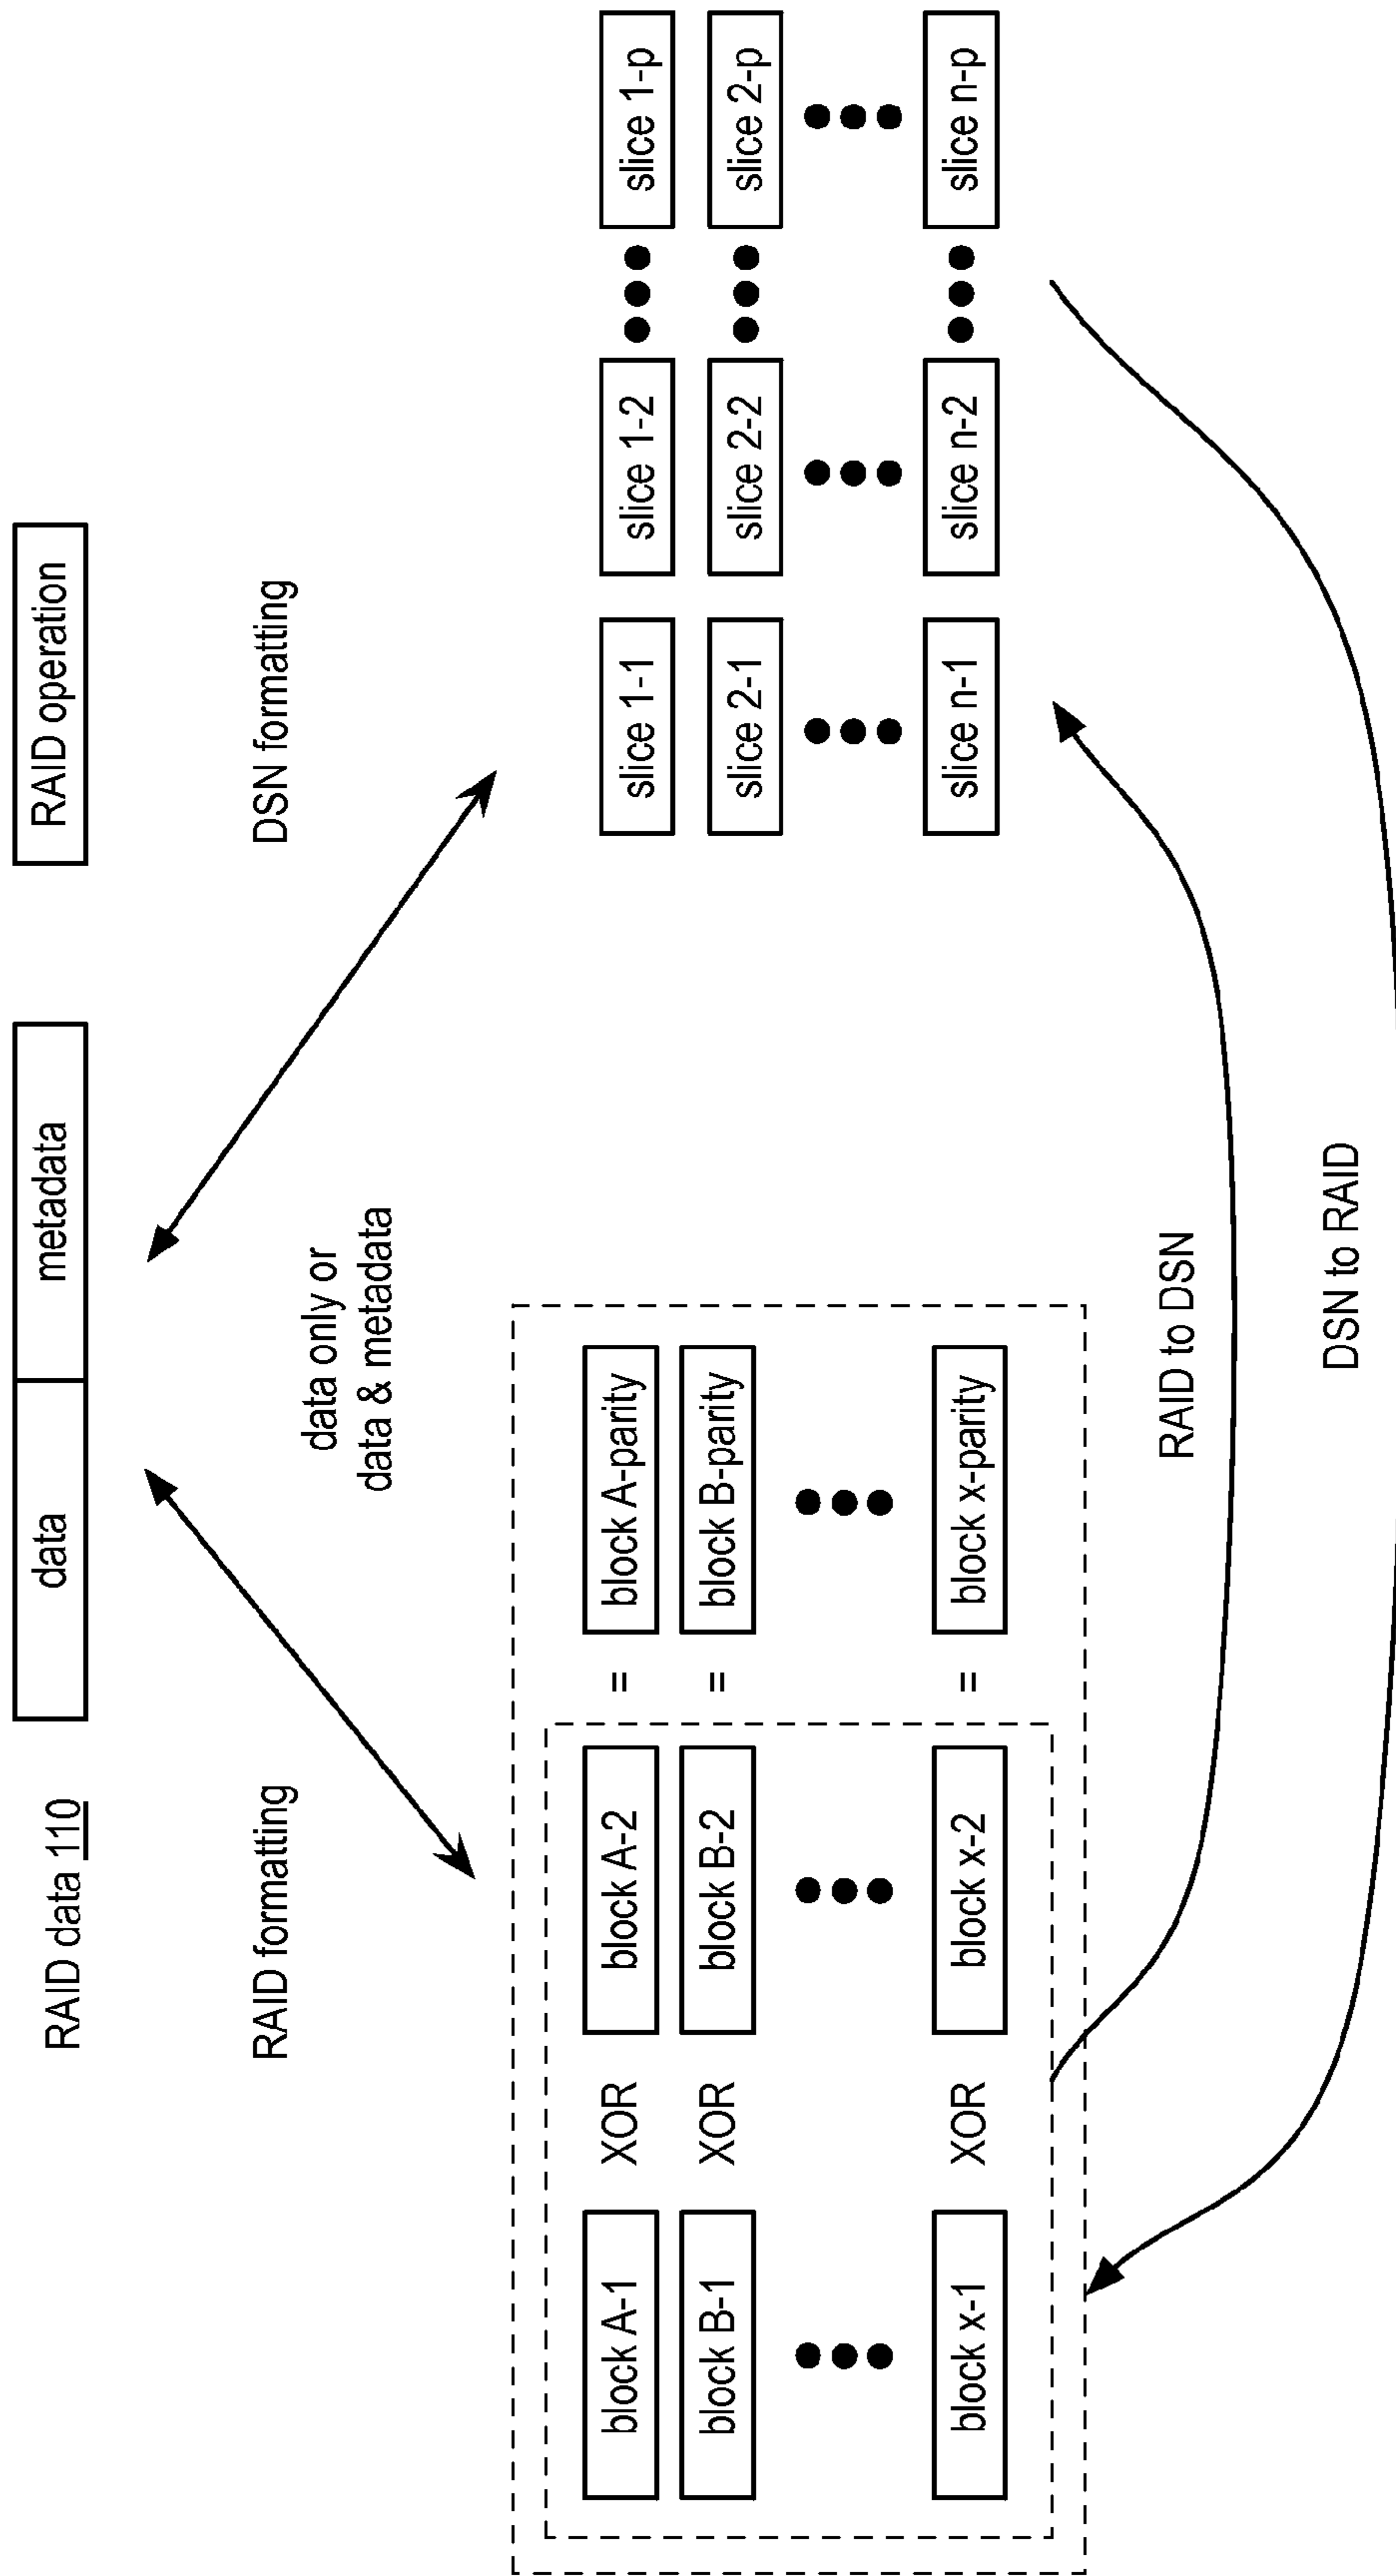 RAID data 110
data
metadata
RAID operation
RAID formatting
data only or
data & metadata
DSN formatting
block A-1 XOR block A-2 = block A-parity
block B-1 XOR block B-2 = block B-parity
block x-1 XOR block x-2 = block x-parity
slice 1-1 slice 1-2 slice 1-p
slice 2-1 slice 2-2 slice 2-p
slice n-1 slice n-2 slice n-p
RAID to DSN
DSN to RAID